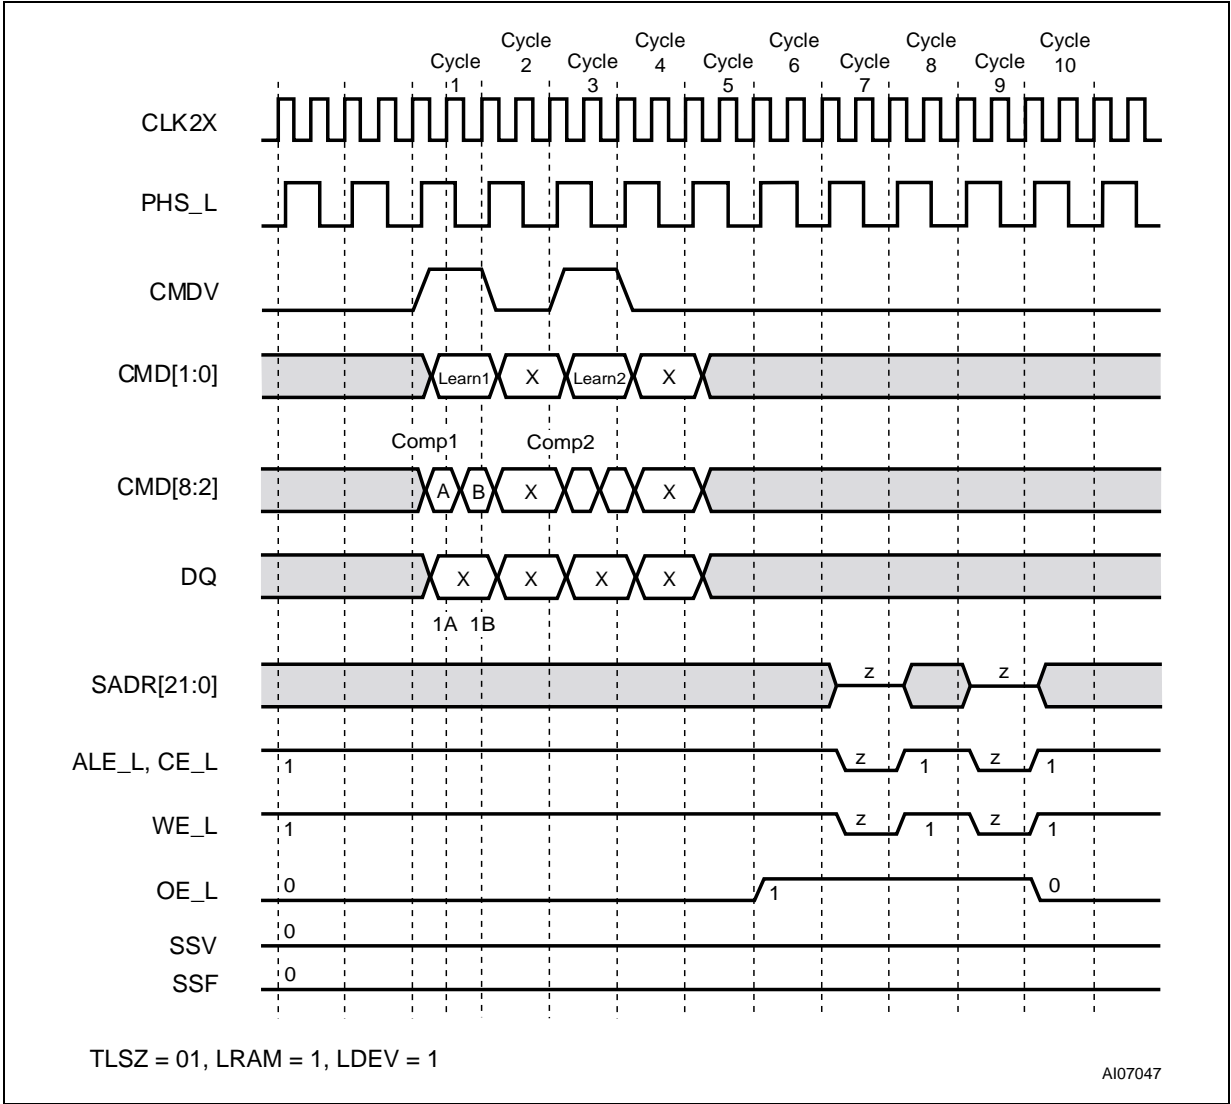 Cycle 1 Cycle 2 Cycle 3 Cycle 4 Cycle 5 Cycle 6 Cycle 7 Cycle 8 Cycle 9 Cycle 10
CLK2X
PHS_L
CMDV
CMD[1:0] Learn1 X Learn2 X
Comp1 Comp2
CMD[8:2] A B X X
DQ X X X X
1A 1B
SADR[21:0] z z
ALE_L, CE_L 1 z 1 z 1
WE_L 1 z 1 z 1
OE_L 0 1 0
SSV 0
SSF 0
TLSZ = 01, LRAM = 1, LDEV = 1
AI07047